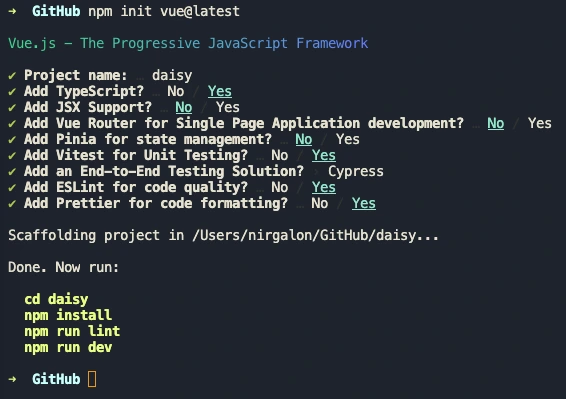 ➜ GitHub npm init vue@latest
Vue.js - The Progressive JavaScript Framework
✔ Project name: … daisy
✔ Add TypeScript? … No / Yes
✔ Add JSX Support? … No / Yes
✔ Add Vue Router for Single Page Application development? … No / Yes
✔ Add Pinia for state management? … No / Yes
✔ Add Vitest for Unit Testing? … No / Yes
✔ Add an End-to-End Testing Solution? › Cypress
✔ Add ESLint for code quality? … No / Yes
✔ Add Prettier for code formatting? … No / Yes
Scaffolding project in /Users/nirgalon/GitHub/daisy...
Done. Now run:
cd daisy
npm install
npm run lint
npm run dev
➜ GitHub